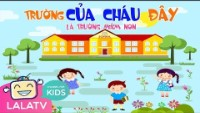 TRƯỜNG CỦA CHÁU ĐÂY
LÀ TRƯỜNG MẦM NON
KIDS
LALATV